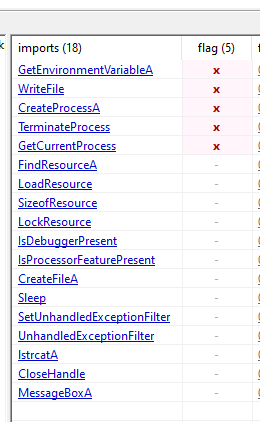 imports (18) flag (5) f
GetEnvironmentVariableA x
WriteFile x
CreateProcessA x
TerminateProcess x
GetCurrentProcess x
FindResourceA -
LoadResource -
SizeofResource -
LockResource -
IsDebuggerPresent -
IsProcessorFeaturePresent -
CreateFileA -
Sleep -
SetUnhandledExceptionFilter -
UnhandledExceptionFilter -
lstrcatA -
CloseHandle -
MessageBoxA -